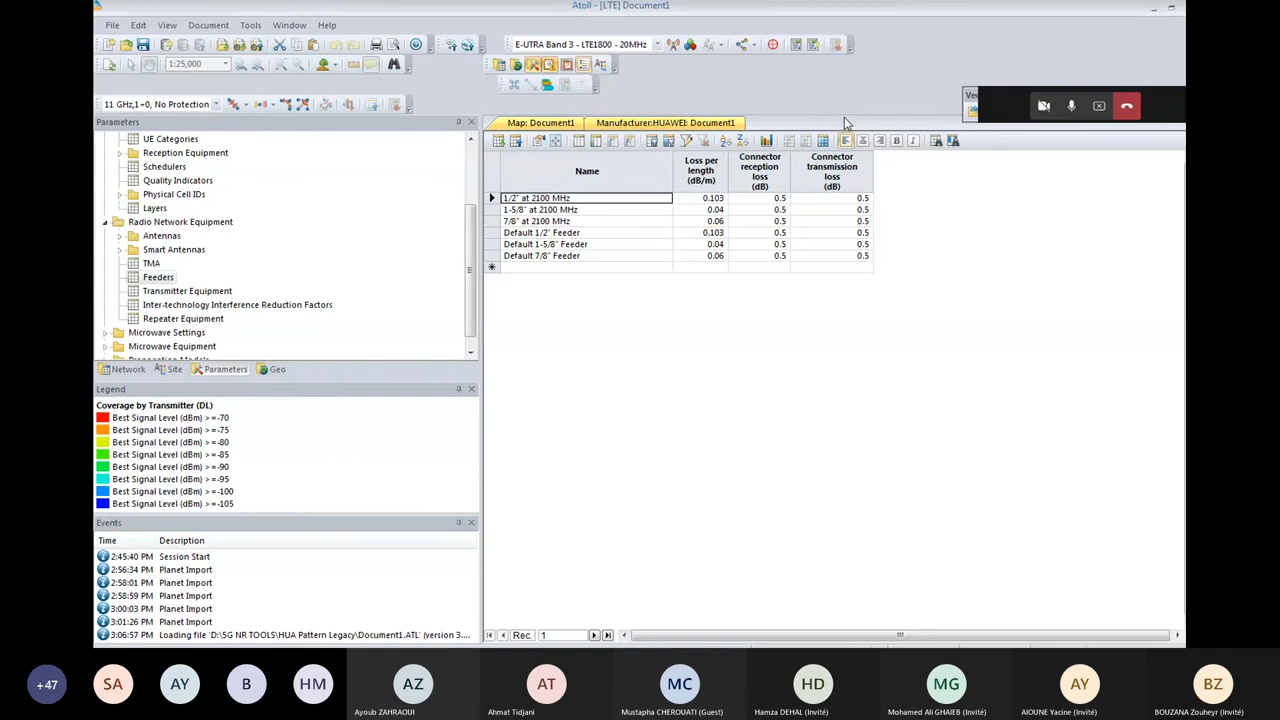 Atoll - [LTE] Document1
File Edit View Document Tools Window Help
E-UTRA Band 3 - LTE1800 - 20MHz
1:25,000
11 GHz,1+0, No Protection
Parameters
Map: Document1
Manufacturer:HUAWEI: Document1
UE Categories
Reception Equipment
Schedulers
Quality Indicators
Physical Cell IDs
Layers
Radio Network Equipment
Antennas
Smart Antennas
TMA
Feeders
Transmitter Equipment
Inter-technology Interference Reduction Factors
Repeater Equipment
Microwave Settings
Microwave Equipment
Network Site Parameters Geo
Name Loss per length (dB/m) Connector reception loss (dB) Connector transmission loss (dB)
1/2" at 2100 MHz 0.103 0.5 0.5
1-5/8" at 2100 MHz 0.04 0.5 0.5
7/8" at 2100 MHz 0.06 0.5 0.5
Default 1/2" Feeder 0.103 0.5 0.5
Default 1-5/8" Feeder 0.04 0.5 0.5
Default 7/8" Feeder 0.06 0.5 0.5
Legend
Coverage by Transmitter (DL)
Best Signal Level (dBm) >=-70
Best Signal Level (dBm) >=-75
Best Signal Level (dBm) >=-80
Best Signal Level (dBm) >=-85
Best Signal Level (dBm) >=-90
Best Signal Level (dBm) >=-95
Best Signal Level (dBm) >=-100
Best Signal Level (dBm) >=-105
Events
Time Description
2:45:40 PM Session Start
2:56:34 PM Planet Import
2:58:01 PM Planet Import
2:58:59 PM Planet Import
3:00:03 PM Planet Import
3:01:26 PM Planet Import
3:06:57 PM Loading file 'D:\5G NR TOOLS\HUA Pattern Legacy\Document1.ATL' (version 3....
Rec. 1
+47 SA AY B HM AZ AT MC HD MG AY BZ
Ayoub ZAHRAOUI
Ahmat Tidjani
Mustapha CHEROUATI (Guest)
Hamza DEHAL (Invité)
Mohamed Ali GHAIEB (Invité)
AIOUNE Yacine (Invité)
BOUZANA Zouheyr (Invité)